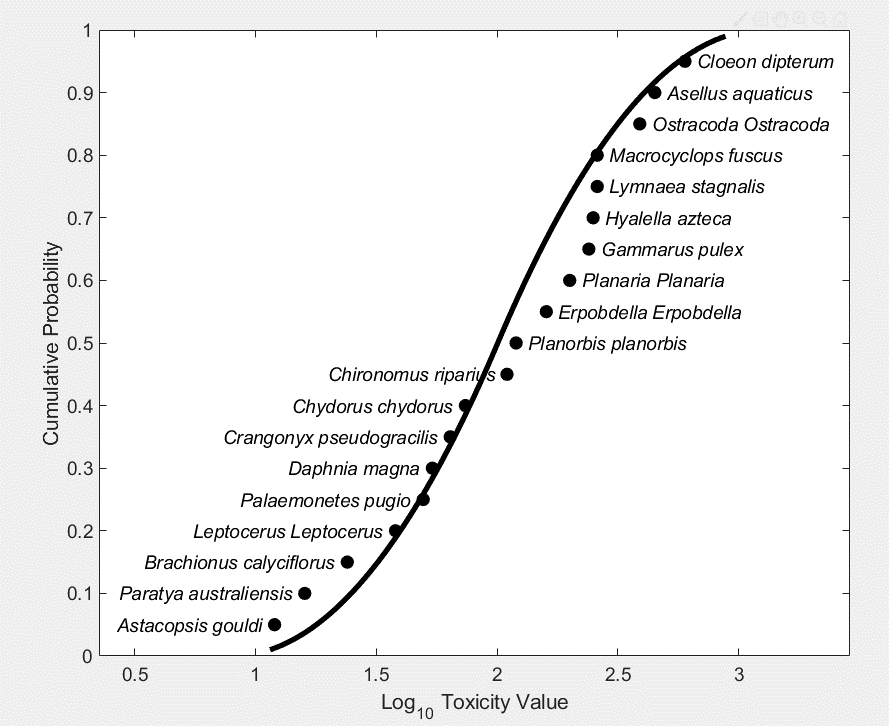 1
0.9
0.8
0.7
0.6
0.5
0.4
0.3
0.2
0.1
0
Cumulative Probability
Cloeon dipterum
Asellus aquaticus
Ostracoda Ostracoda
Macrocyclops fuscus
Lymnaea stagnalis
Hyalella azteca
Gammarus pulex
Planaria Planaria
Erpobdella Erpobdella
Planorbis planorbis
Chironomus riparius
Chydorus chydorus
Crangonyx pseudogracilis
Daphnia magna
Palaemonetes pugio
Leptocerus Leptocerus
Brachionus calyciflorus
Paratya australiensis
Astacopsis gouldi
0.5 1 1.5 2 2.5 3
Log10 Toxicity Value